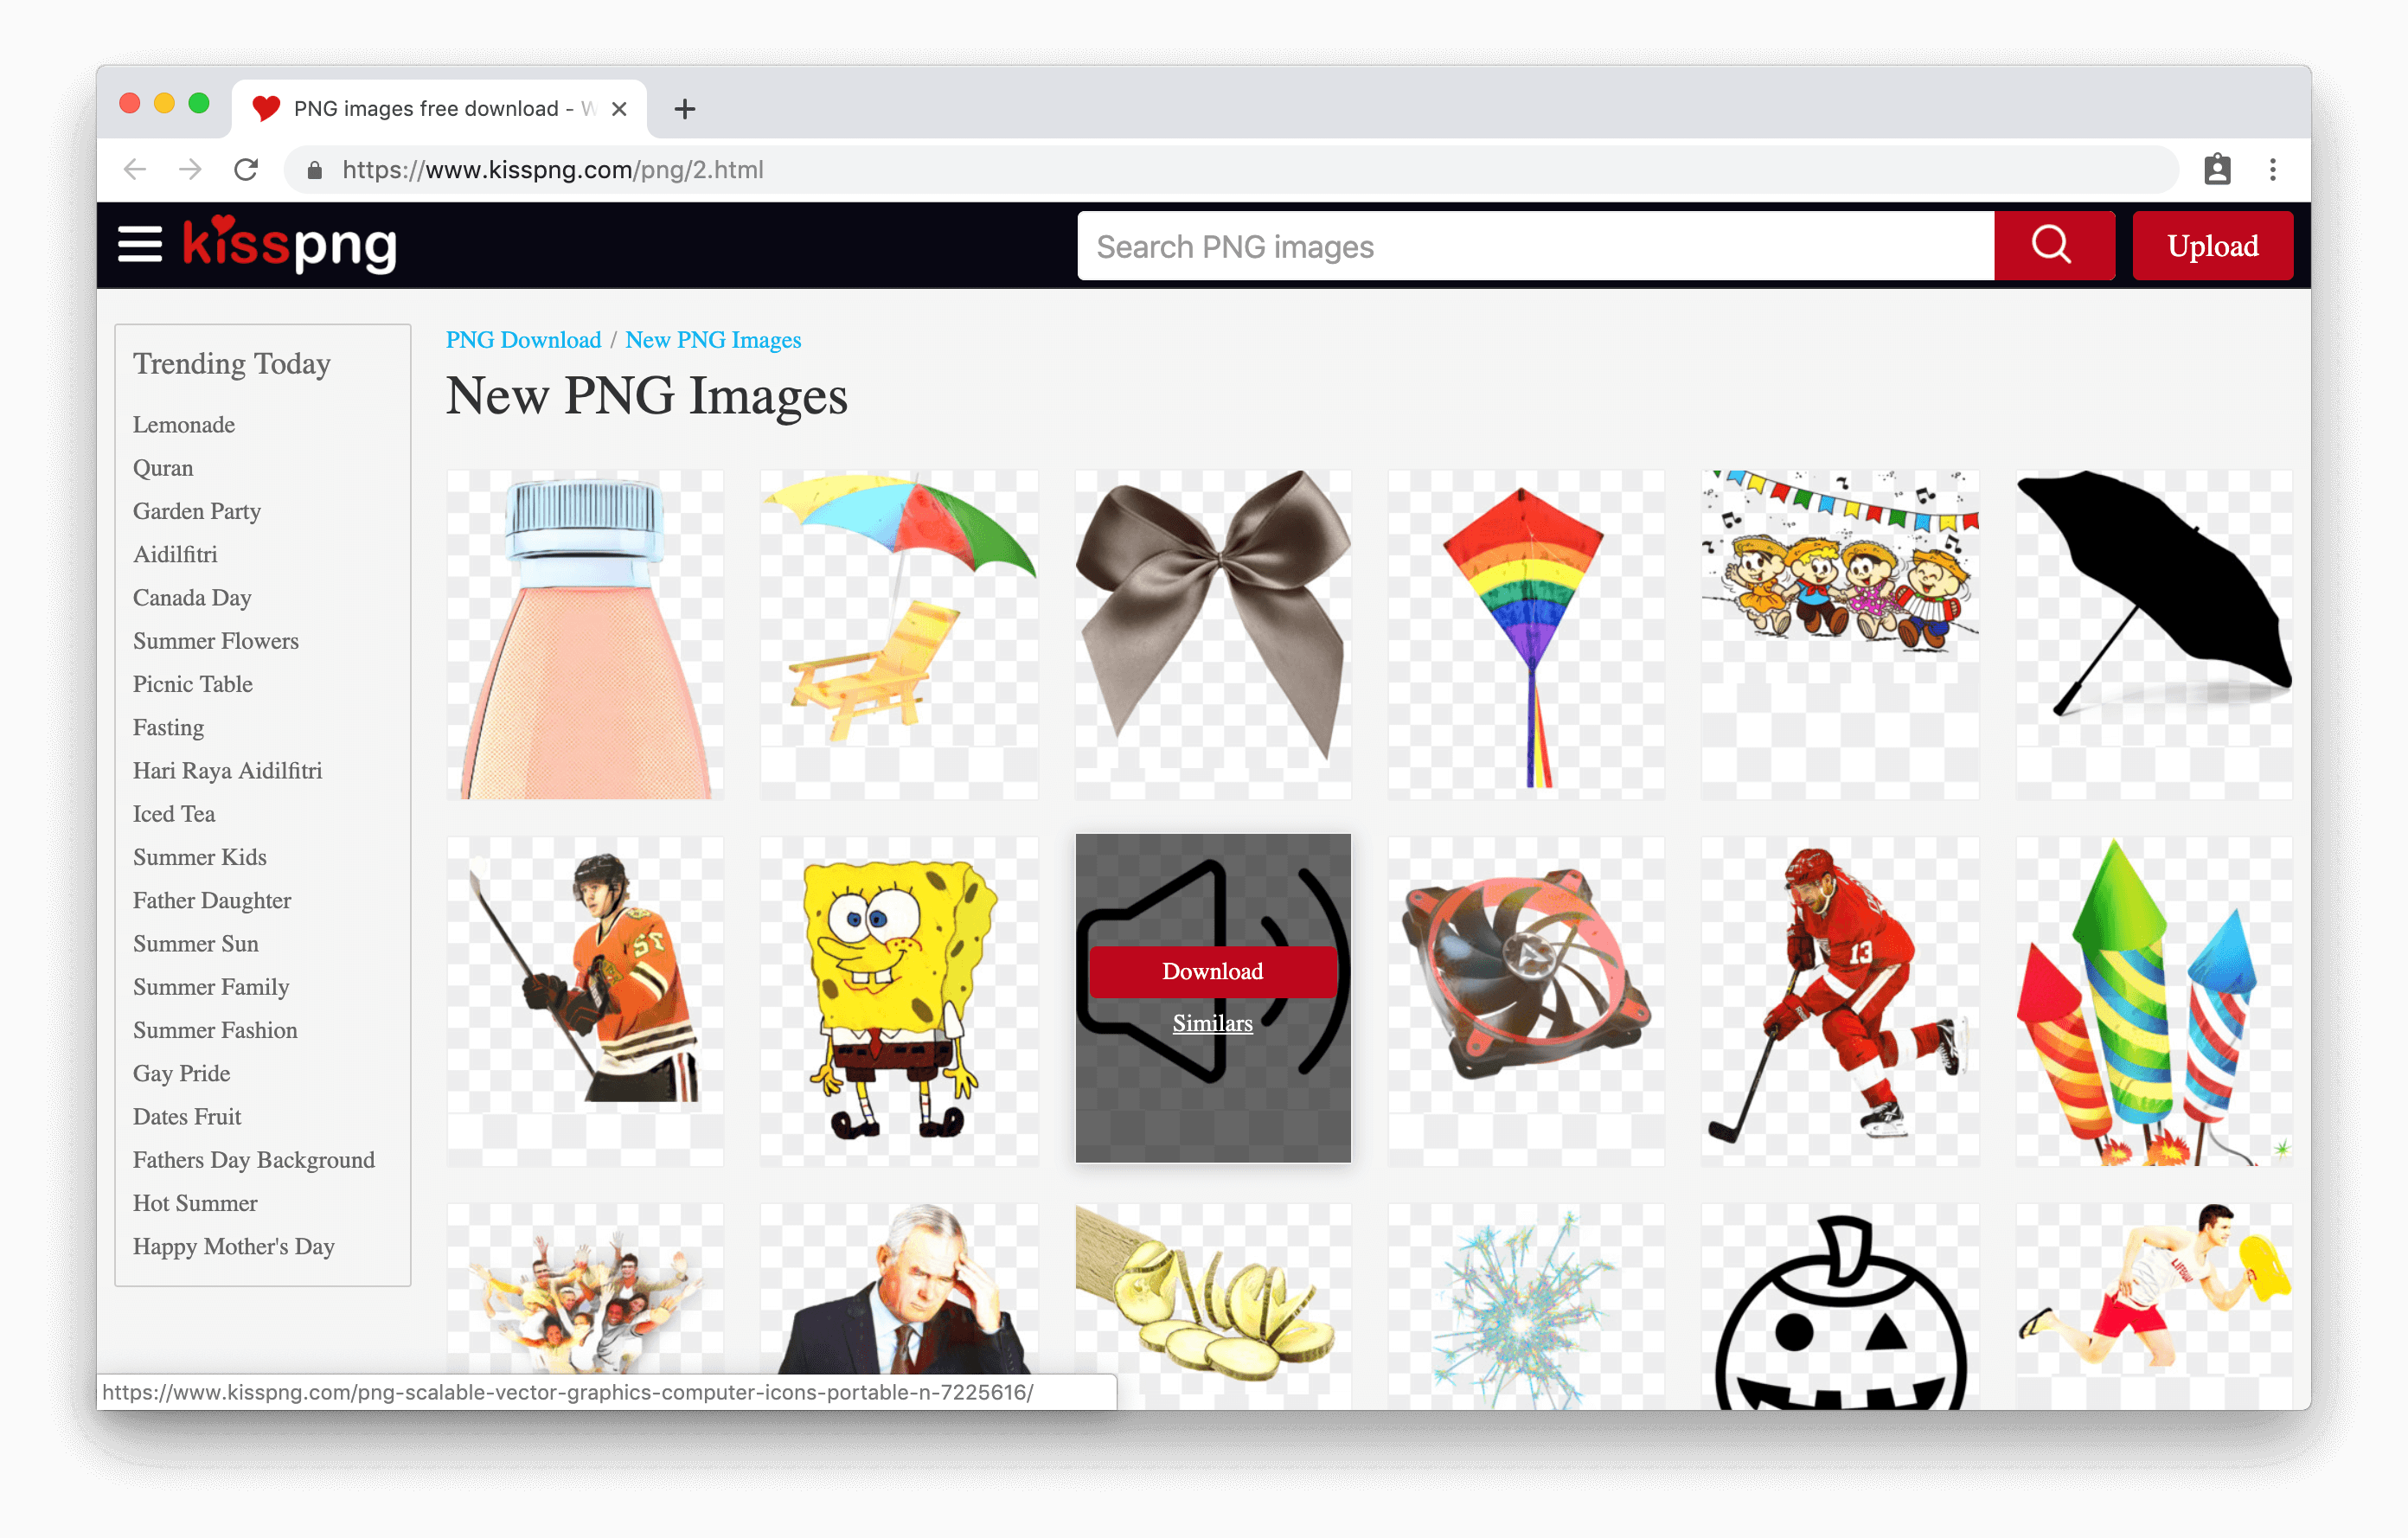 PNG images free download - W
https://www.kisspng.com/png/2.html
kisspng
Search PNG images
Upload
Trending Today
Lemonade
Quran
Garden Party
Aidilfitri
Canada Day
Summer Flowers
Picnic Table
Fasting
Hari Raya Aidilfitri
Iced Tea
Summer Kids
Father Daughter
Summer Sun
Summer Family
Summer Fashion
Gay Pride
Dates Fruit
Fathers Day Background
Hot Summer
Happy Mother's Day
PNG Download / New PNG Images
New PNG Images
Download
Similars
13
https://www.kisspng.com/png-scalable-vector-graphics-computer-icons-portable-n-7225616/